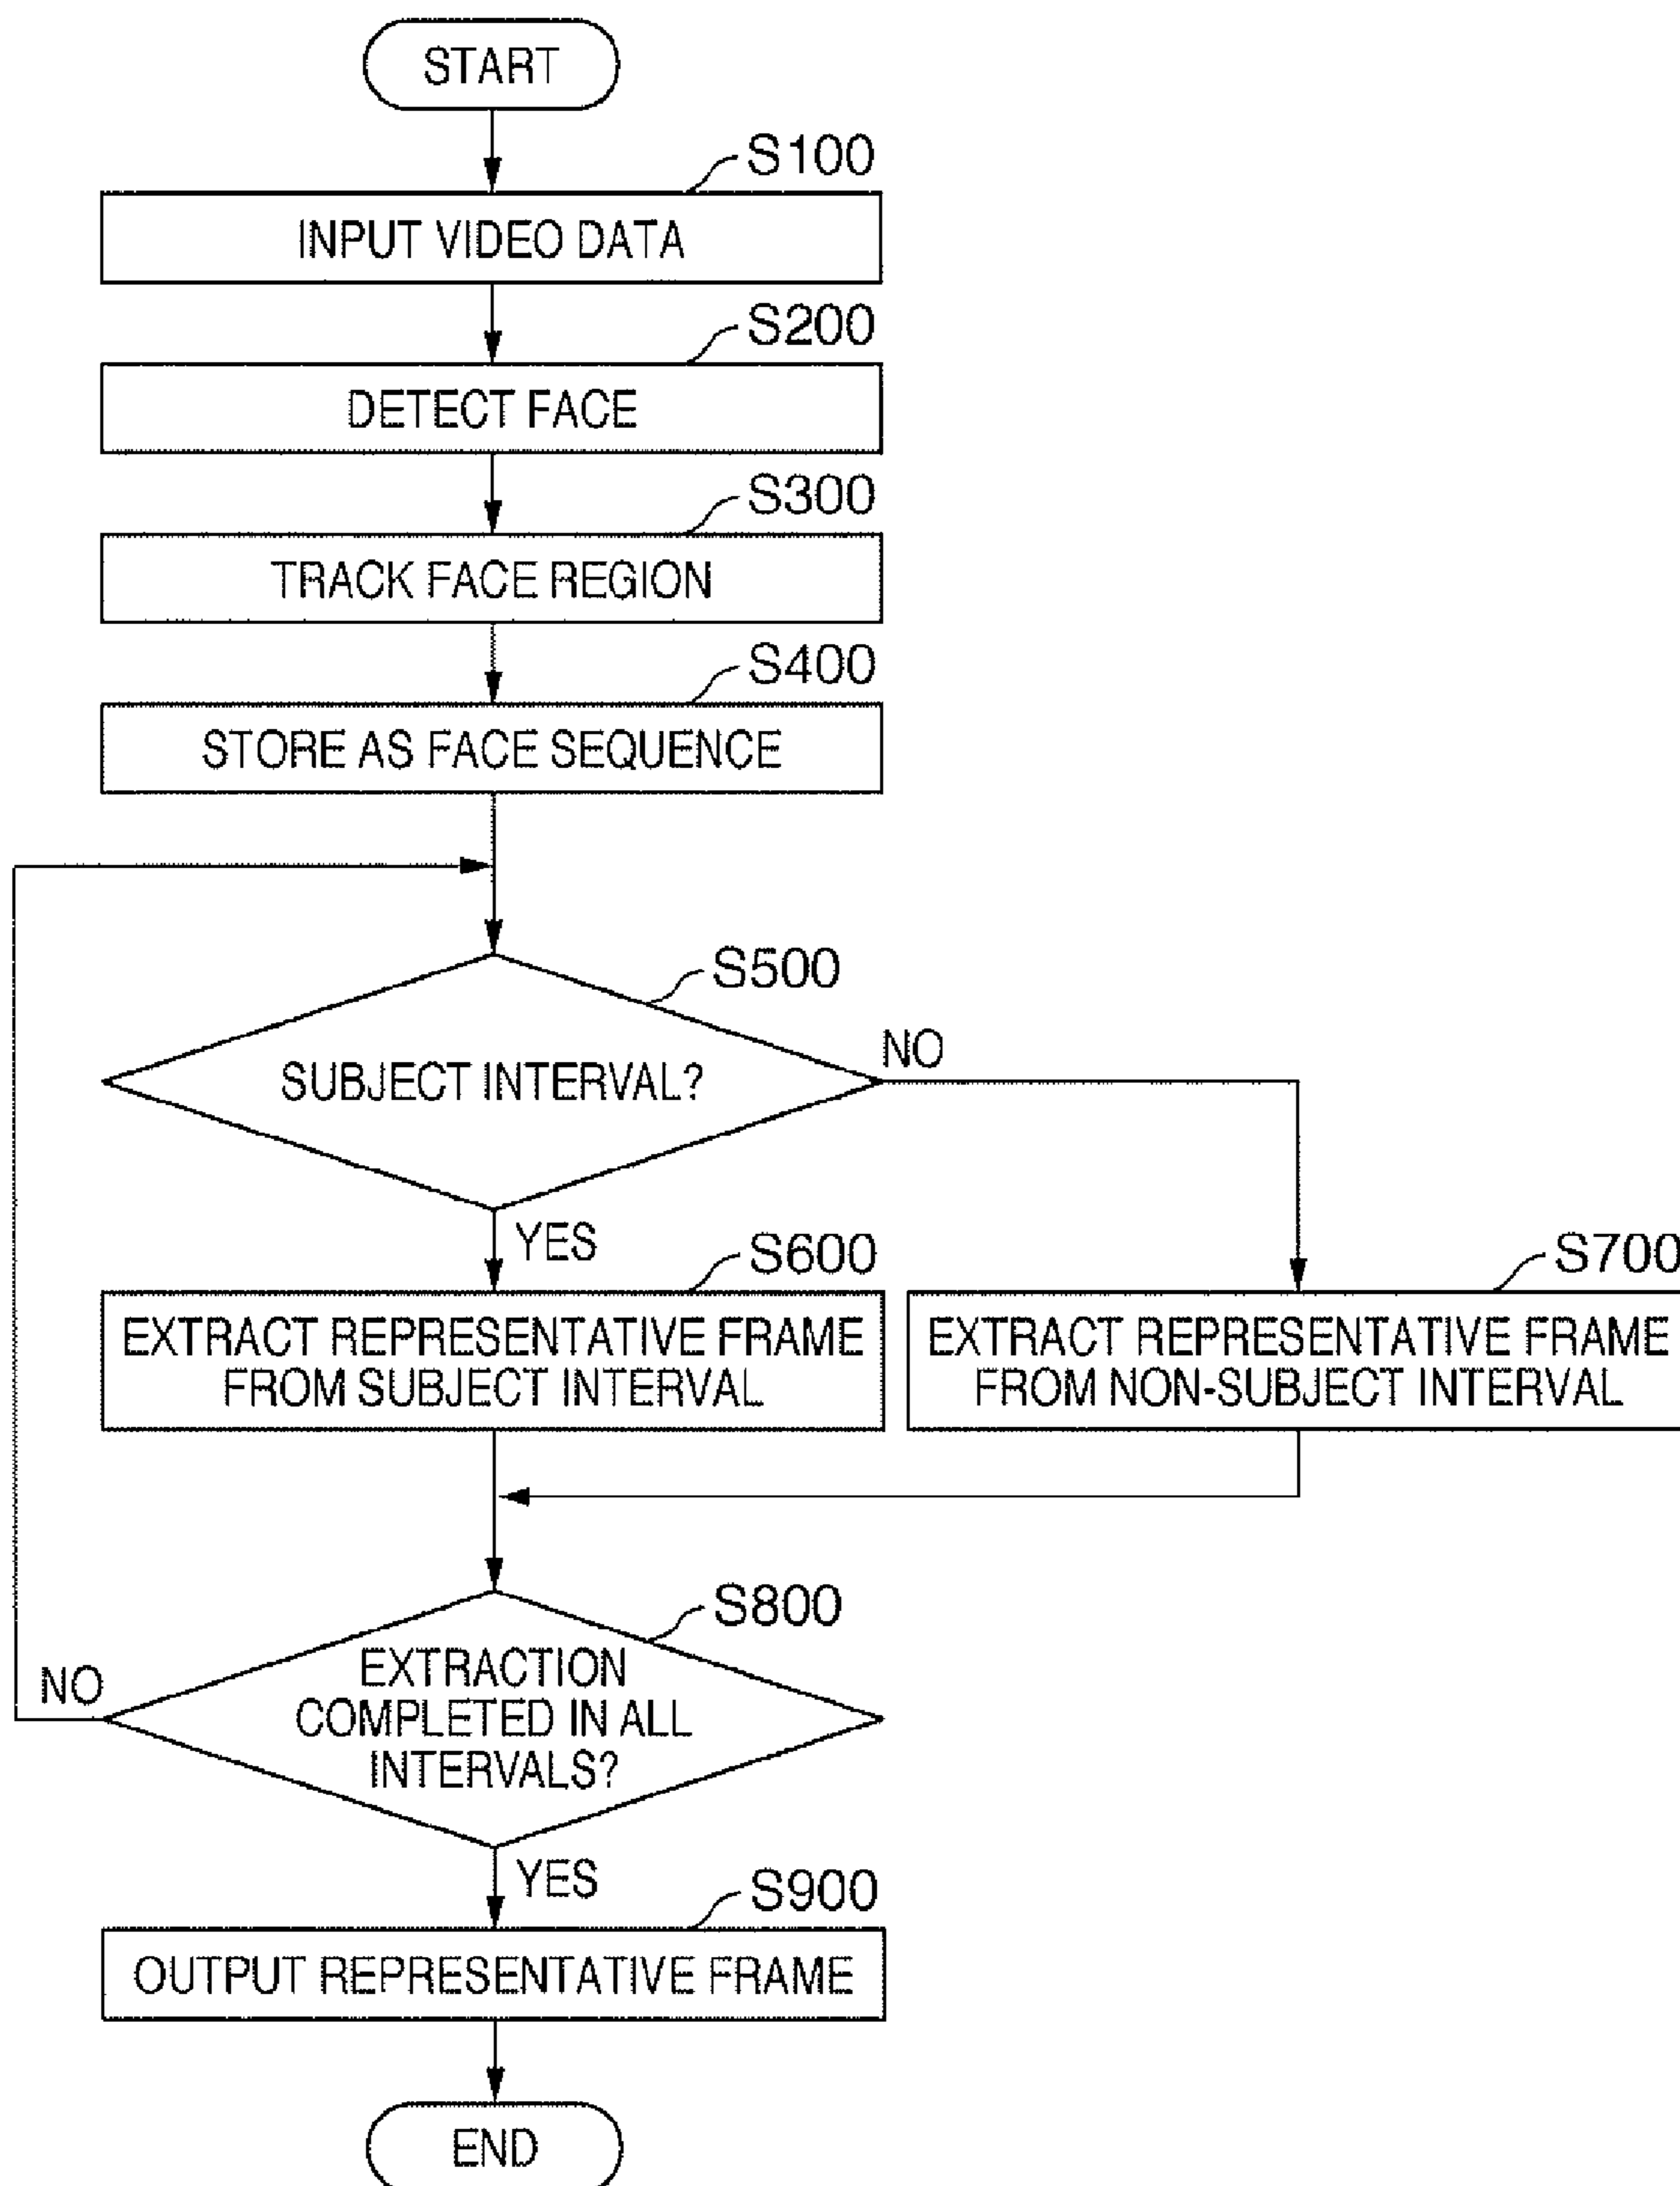 START
S100
INPUT VIDEO DATA
S200
DETECT FACE
S300
TRACK FACE REGION
S400
STORE AS FACE SEQUENCE
S500
SUBJECT INTERVAL?
NO
YES
S600
EXTRACT REPRESENTATIVE FRAME
FROM SUBJECT INTERVAL
S700
EXTRACT REPRESENTATIVE FRAME
FROM NON-SUBJECT INTERVAL
S800
EXTRACTION
COMPLETED IN ALL
INTERVALS?
NO
YES
S900
OUTPUT REPRESENTATIVE FRAME
END